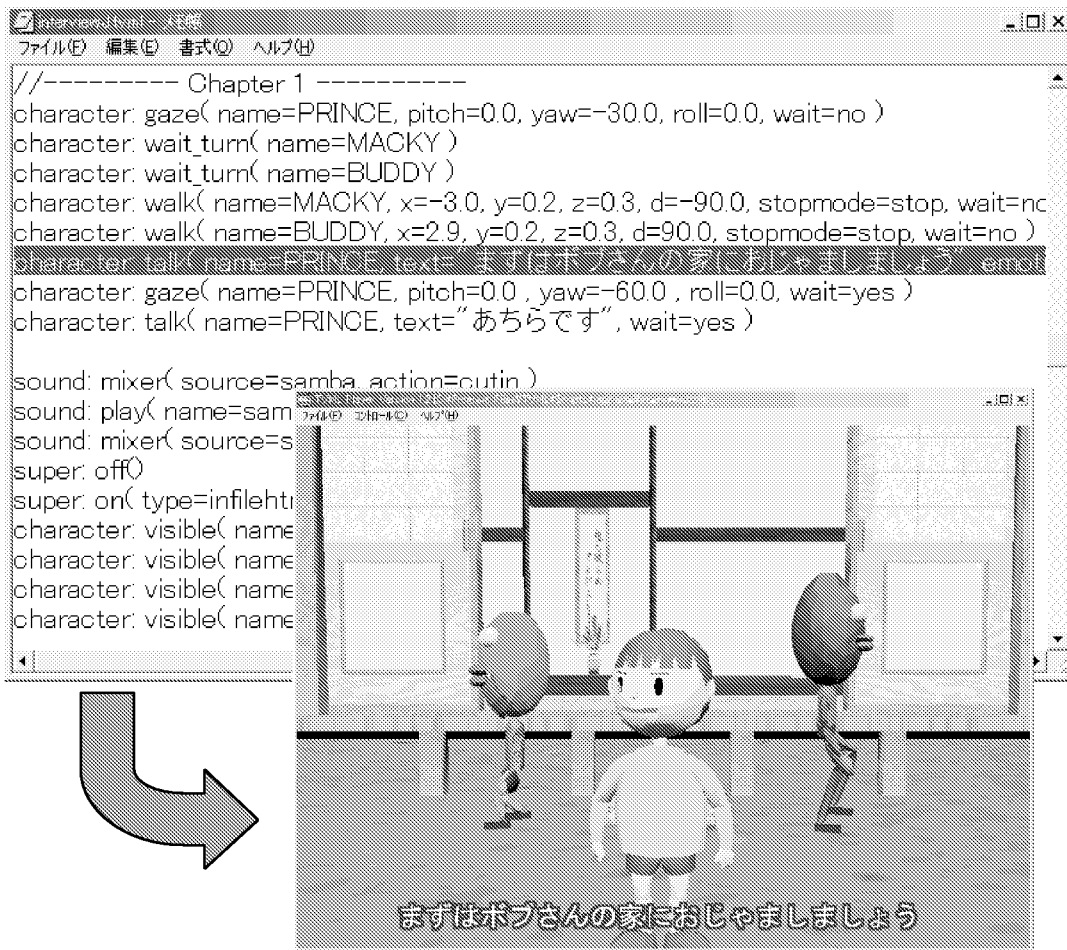 interview.tvml - メモ帳
ファイル(F) 編集(E) 書式(O) ヘルプ(H)
//--------- Chapter 1 ----------
character: gaze( name=PRINCE, pitch=0.0, yaw=-30.0, roll=0.0, wait=no )
character: wait_turn( name=MACKY )
character: wait_turn( name=BUDDY )
character: walk( name=MACKY, x=-3.0, y=0.2, z=0.3, d=-90.0, stopmode=stop, wait=no
character: walk( name=BUDDY, x=2.9, y=0.2, z=0.3, d=90.0, stopmode=stop, wait=no )
character: talk( name=PRINCE, text="まずはボブさんの家におじゃましましょう", emot
character: gaze( name=PRINCE, pitch=0.0 , yaw=-60.0 , roll=0.0, wait=yes )
character: talk( name=PRINCE, text="あちらです", wait=yes )
sound: mixer( source=samba, action=cutin )
sound: play( name=sam
sound: mixer( source=s
super: off()
super: on( type=infilehtr
character: visible( name
character: visible( name
character: visible( name
character: visible( name
ファイル(F) コントロール(C) ヘルプ(H)
まずはボブさんの家におじゃましましょう